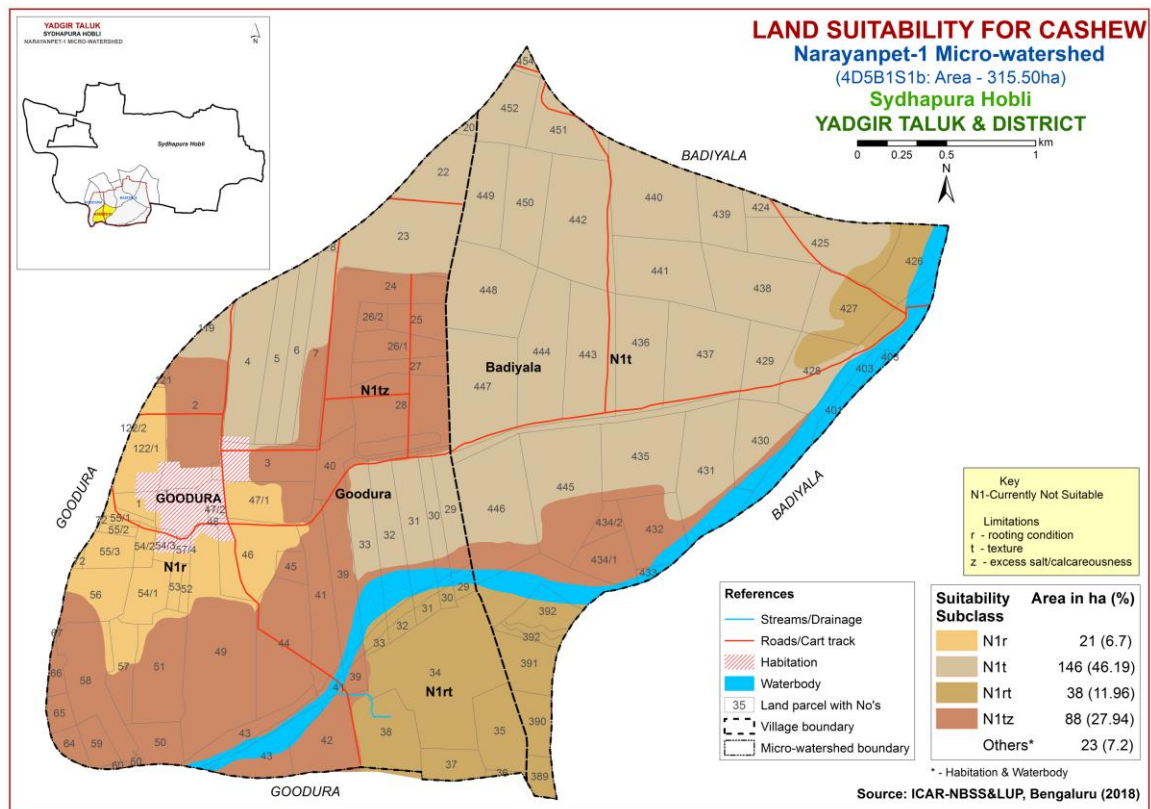 YADGIR TALUK
SYDHAPURA HOBLI
NARAYANPET-1 MICRO-WATERSHED
N
Sydhapura Hobli
LAND SUITABILITY FOR CASHEW
Narayanpet-1 Micro-watershed
(4D5B1S1b: Area - 315.50ha)
Sydhapura Hobli
YADGIR TALUK & DISTRICT
km
0 0.25 0.5 1
N
BADIYALA
454
452
451
20
22
449
450
442
440
439
424
23
425
426
441
438
448
427
24
26/2
25
26/1
27
28
119
4
5
6
7
444
443
436
437
429
428
405
403
401
Badiyala
N1t
N1tz
447
121
2
122/2
122/1
3
40
435
430
431
GOODURA
GOODURA
1
47/1
47/2
46
Goodura
445
446
29
30
31
32
33
BADIYALA
72
55/1
55/2
55/3
54/2
54/3
57/4
46
434/2
432
434/1
433
72
N1r
45
39
41
56
54/1
53
52
29
30
31
32
33
392
392
67
57
44
49
51
66
58
34
391
N1rt
39
41
65
43
38
35
390
64
59
50
43
42
60
50
37
36
389
GOODURA
Key
N1-Currently Not Suitable
Limitations
r - rooting condition
t - texture
z - excess salt/calcareousness
References
Streams/Drainage
Roads/Cart track
Habitation
Waterbody
35 Land parcel with No's
Village boundary
Micro-watershed boundary
Suitability Subclass Area in ha (%)
N1r 21 (6.7)
N1t 146 (46.19)
N1rt 38 (11.96)
N1tz 88 (27.94)
Others* 23 (7.2)
* - Habitation & Waterbody
Source: ICAR-NBSS&LUP, Bengaluru (2018)